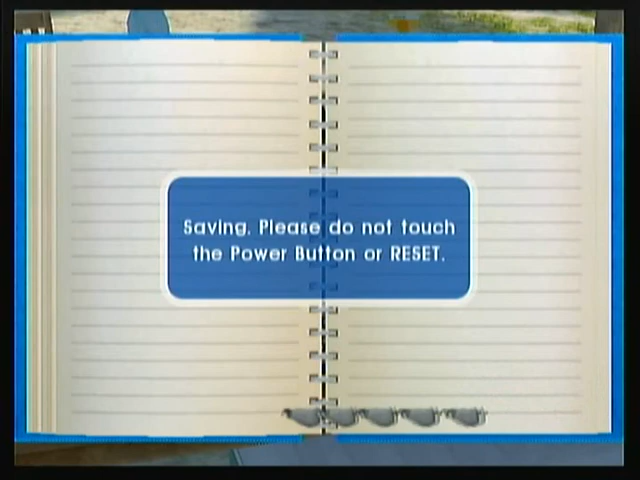 Saving. Please do not touch
the Power Button or RESET.